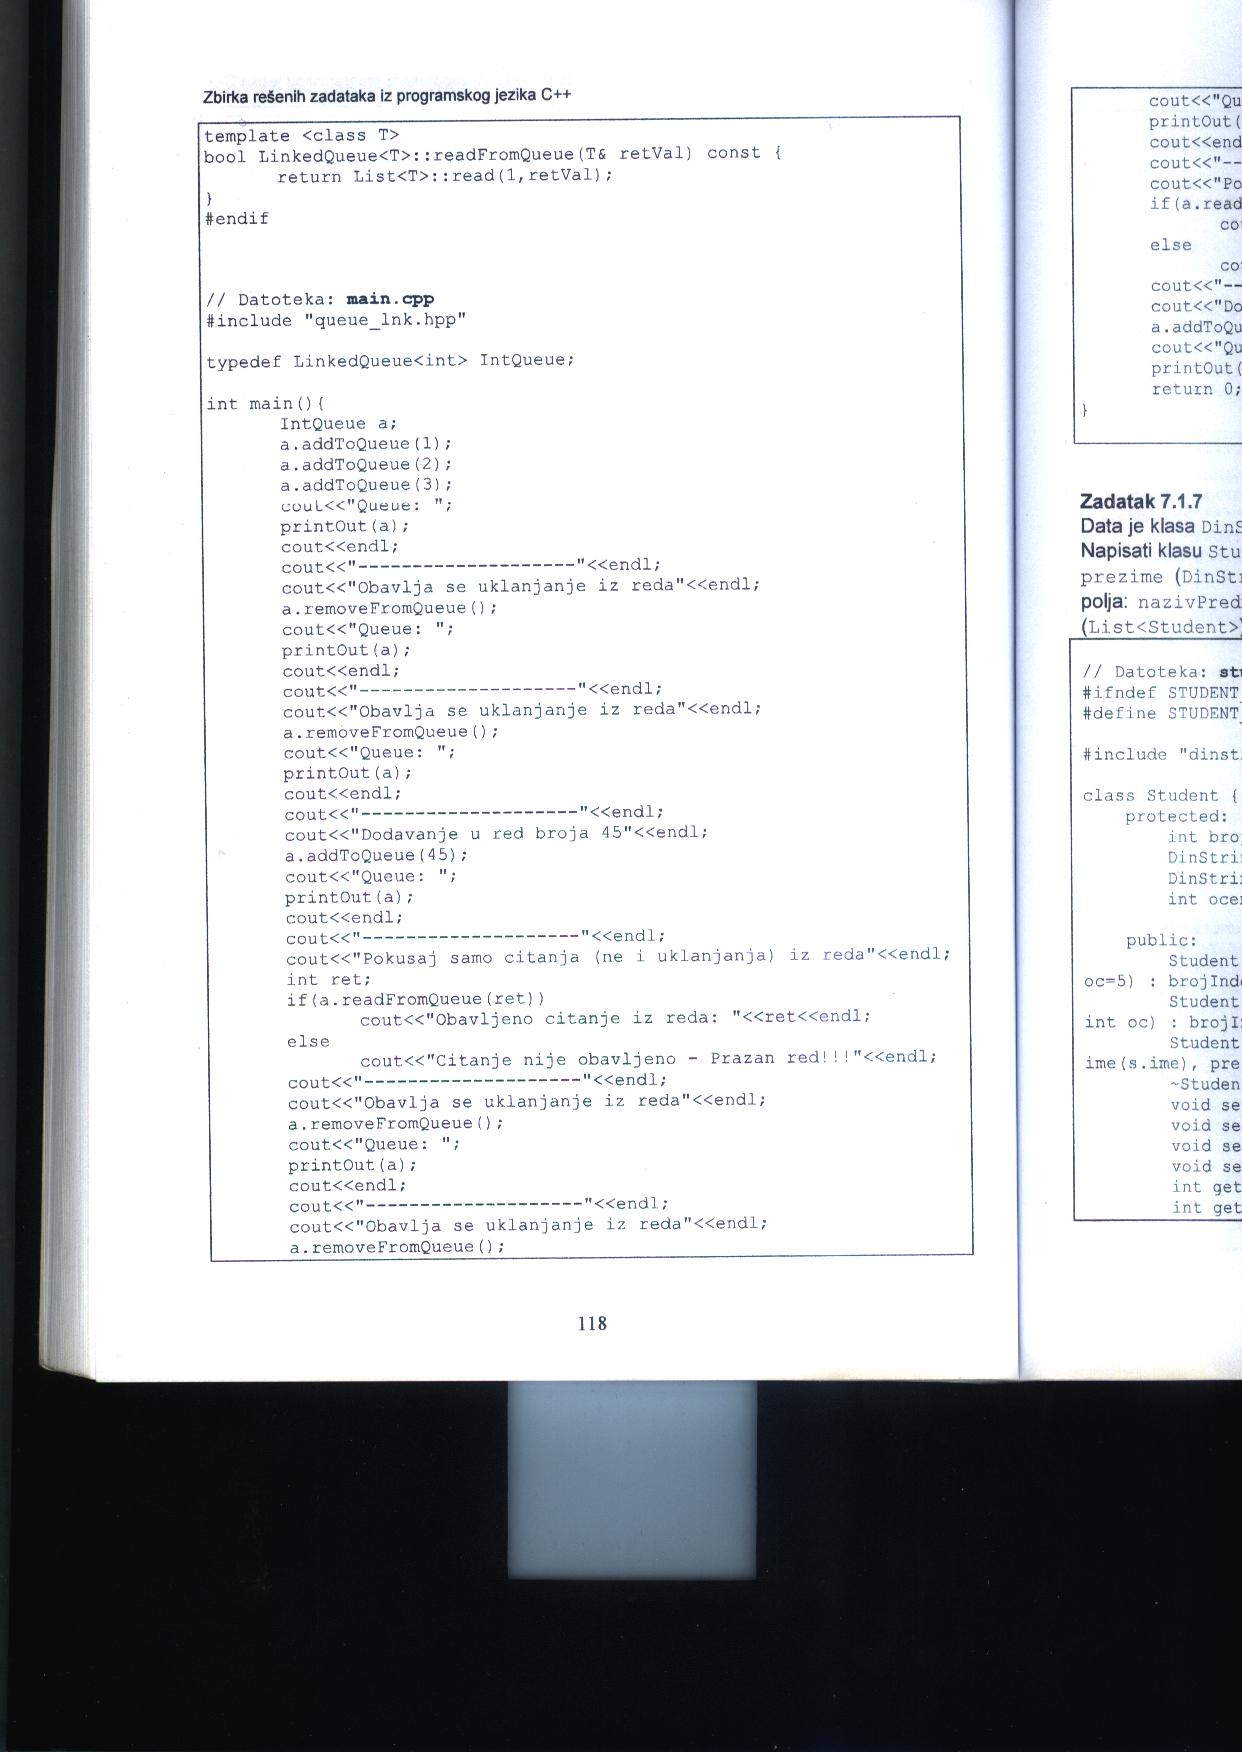 Zbirka rešenih zadataka iz programskog jezika C++
template <class T>
bool LinkedQueue<T>::readFromQueue(T& retVal) const {
return List<T>::read(1,retVal);
}
#endif
// Datoteka: main.cpp
#include "queue_lnk.hpp"
typedef LinkedQueue<int> IntQueue;
int main(){
IntQueue a;
a.addToQueue(1);
a.addToQueue(2);
a.addToQueue(3);
cout<<"Queue: ";
printOut(a);
cout<<endl;
cout<<"--------------------"<<endl;
cout<<"Obavlja se uklanjanje iz reda"<<endl;
a.removeFromQueue();
cout<<"Queue: ";
printOut(a);
cout<<endl;
cout<<"--------------------"<<endl;
cout<<"Obavlja se uklanjanje iz reda"<<endl;
a.removeFromQueue();
cout<<"Queue: ";
printOut(a);
cout<<endl;
cout<<"--------------------"<<endl;
cout<<"Dodavanje u red broja 45"<<endl;
a.addToQueue(45);
cout<<"Queue: ";
printOut(a);
cout<<endl;
cout<<"--------------------"<<endl;
cout<<"Pokusaj samo citanja (ne i uklanjanja) iz reda"<<endl;
int ret;
if(a.readFromQueue(ret))
cout<<"Obavljeno citanje iz reda: "<<ret<<endl;
else
cout<<"Citanje nije obavljeno - Prazan red!!!"<<endl;
cout<<"--------------------"<<endl;
cout<<"Obavlja se uklanjanje iz reda"<<endl;
a.removeFromQueue();
cout<<"Queue: ";
printOut(a);
cout<<endl;
cout<<"--------------------"<<endl;
cout<<"Obavlja se uklanjanje iz reda"<<endl;
a.removeFromQueue();
118
cout<<"Qu
printOut(
cout<<end
cout<<"--
cout<<"Po
if(a.read
co
else
co
cout<<"--
cout<<"Do
a.addToQu
cout<<"Qu
printOut(
return 0;
}
Zadatak 7.1.7
Data je klasa DinS
Napisati klasu Stu
prezime (DinStr
polja: nazivPred
(List<Student>)
// Datoteka: stu
#ifndef STUDENT_
#define STUDENT_
#include "dinst
class Student {
protected:
int bro
DinStri
DinStri
int oce
public:
Student
oc=5) : brojInd
Student
int oc) : brojI
Student
ime(s.ime), pre
~Studen
void se
void se
void se
void se
int get
int get